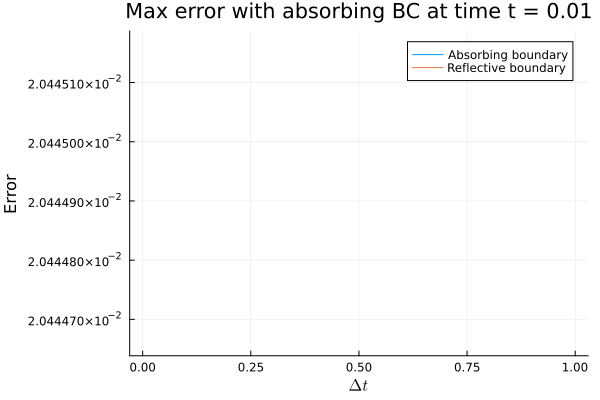 Max error with absorbing BC at time t = 0.01
Absorbing boundary
Reflective boundary
2.044510×10⁻²
2.044500×10⁻²
2.044490×10⁻²
2.044480×10⁻²
2.044470×10⁻²
Error
0.00 0.25 0.50 0.75 1.00
Δt